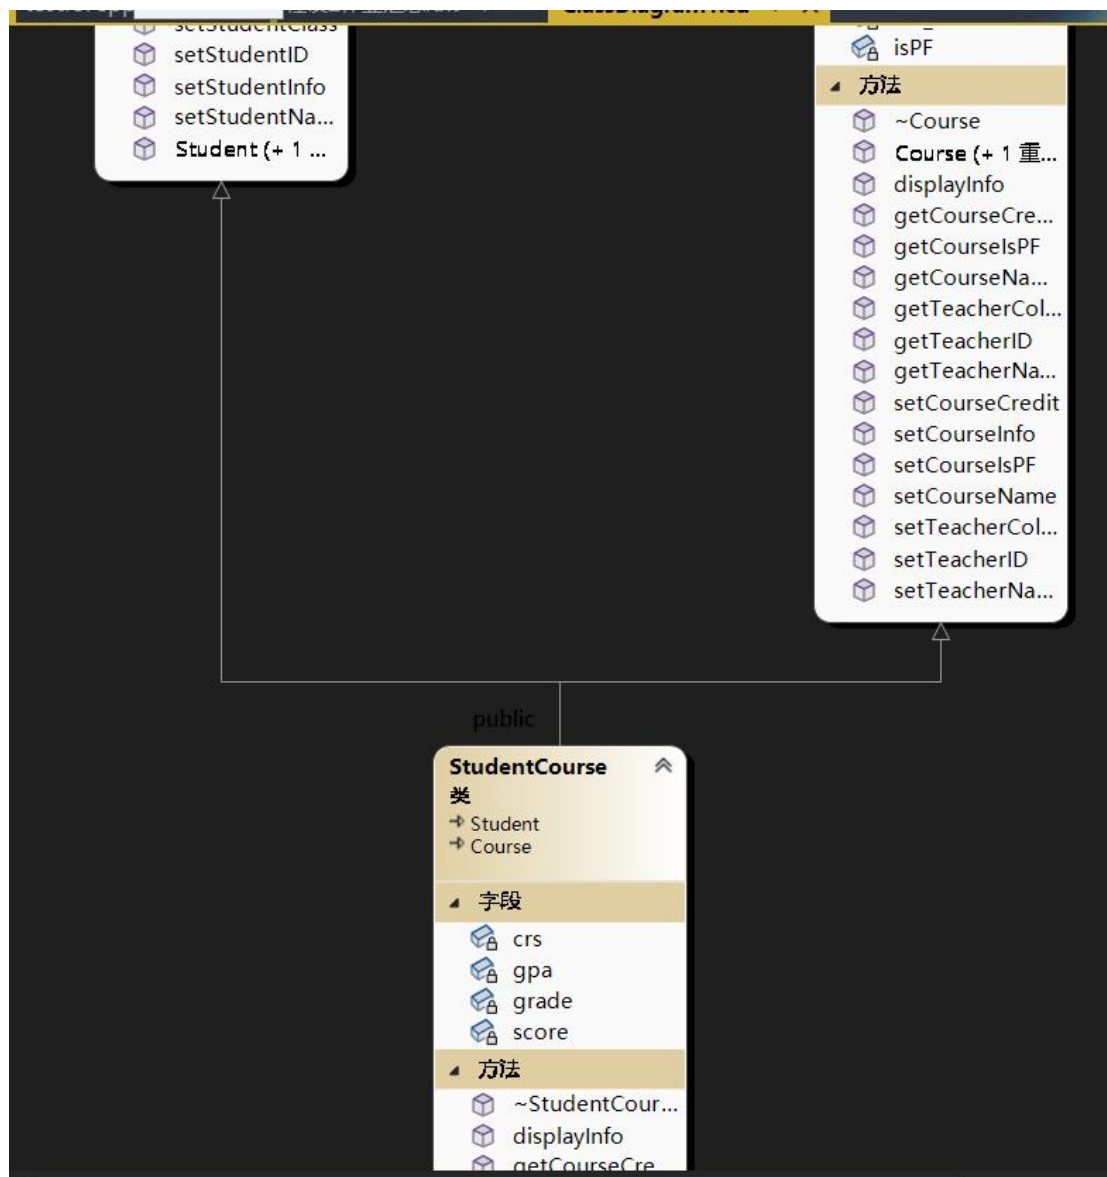 setStudentClass
setStudentID
setStudentInfo
setStudentNa...
Student (+ 1 ...
isPF
方法
~Course
Course (+ 1 重...
displayInfo
getCourseCre...
getCourseIsPF
getCourseNa...
getTeacherCol...
getTeacherID
getTeacherNa...
setCourseCredit
setCourseInfo
setCourseIsPF
setCourseName
setTeacherCol...
setTeacherID
setTeacherNa...
public
StudentCourse
类
Student
Course
字段
crs
gpa
grade
score
方法
~StudentCour...
displayInfo
getCourseCre